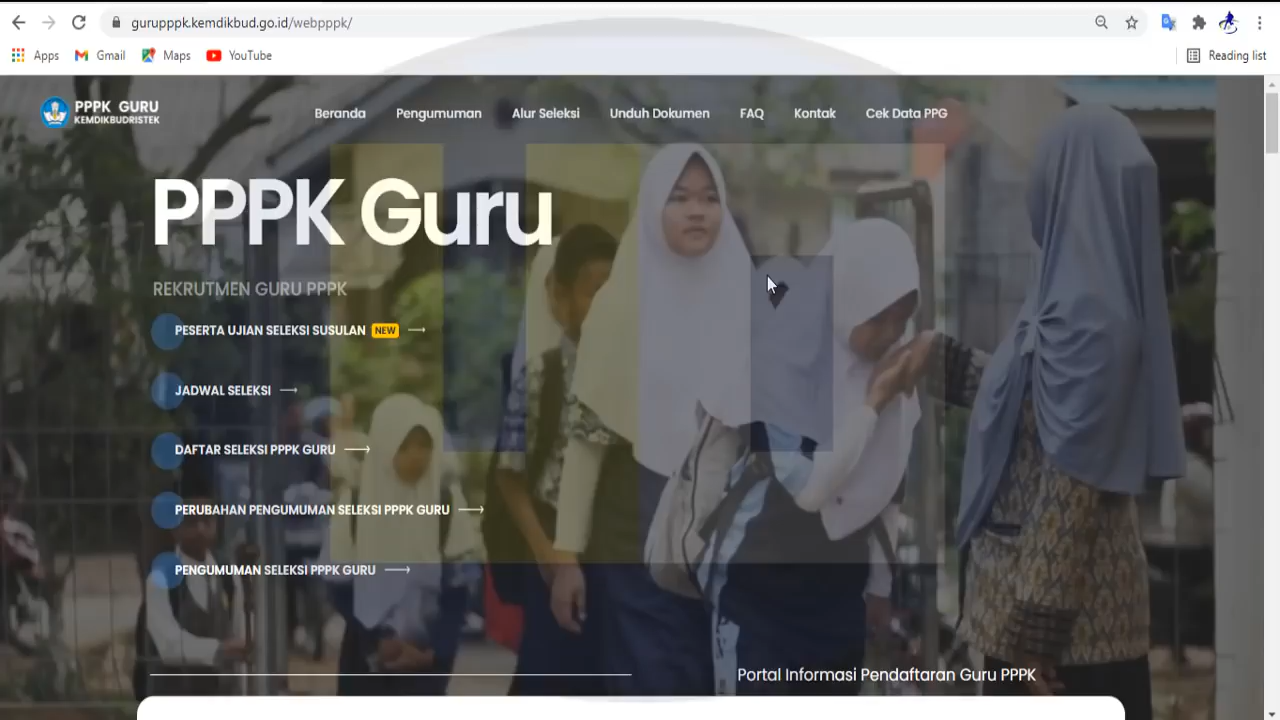 gurupppk.kemdikbud.go.id/webpppk/
Apps Gmail Maps YouTube Reading list
PPPK GURU
KEMDIKBUDRISTEK
Beranda Pengumuman Alur Seleksi Unduh Dokumen FAQ Kontak Cek Data PPG
PPPK Guru
REKRUTMEN GURU PPPK
PESERTA UJIAN SELEKSI SUSULAN NEW
JADWAL SELEKSI
DAFTAR SELEKSI PPPK GURU
PERUBAHAN PENGUMUMAN SELEKSI PPPK GURU
PENGUMUMAN SELEKSI PPPK GURU
Portal Informasi Pendaftaran Guru PPPK